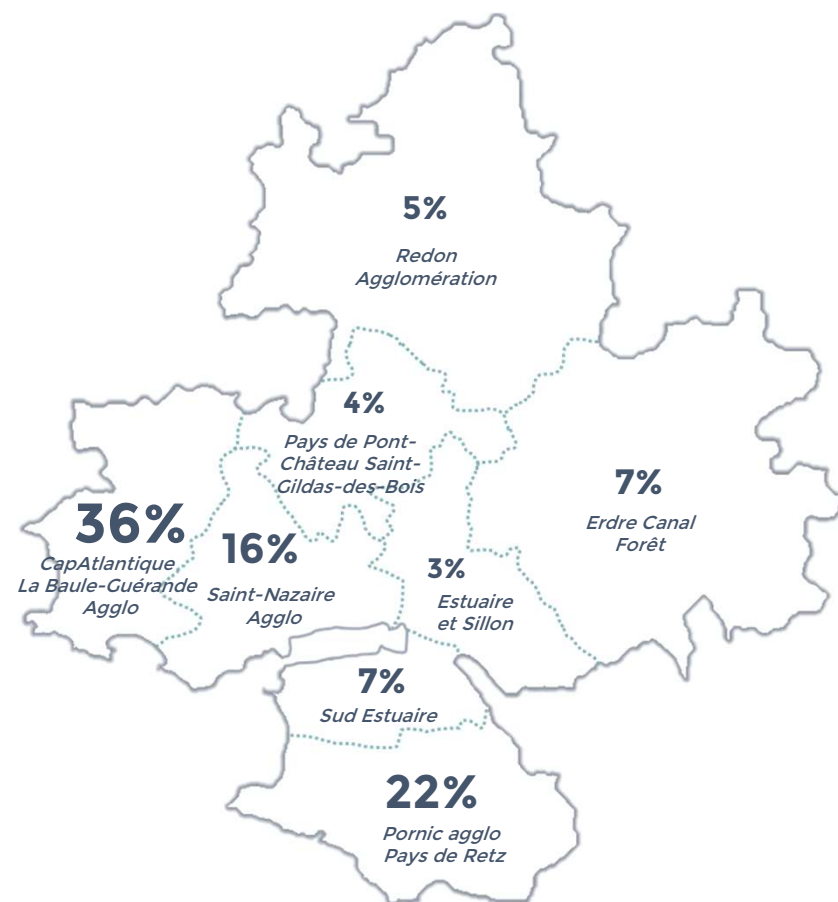 5%
Redon
Agglomération
4%
Pays de Pont-
Château Saint-
Gildas-des-Bois
7%
Erdre Canal
Forêt
36%
CapAtlantique
La Baule-Guérande
Agglo
16%
Saint-Nazaire
Agglo
3%
Estuaire
et Sillon
7%
Sud Estuaire
22%
Pornic agglo
Pays de Retz